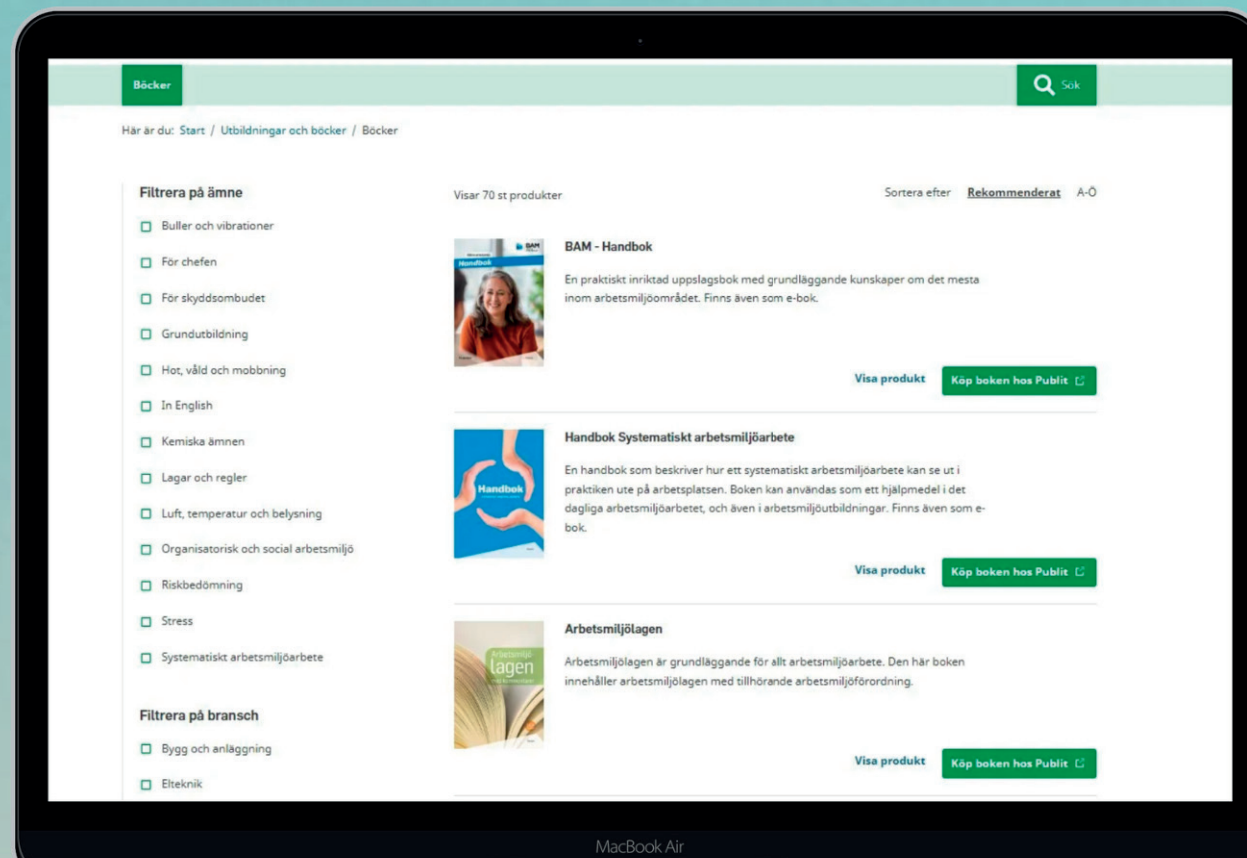 Böcker
Sök
Här är du: Start / Utbildningar och böcker / Böcker
Filtrera på ämne
Buller och vibrationer
För chefen
För skyddsombudet
Grundutbildning
Hot, våld och mobbning
In English
Kemiska ämnen
Lagar och regler
Luft, temperatur och belysning
Organisatorisk och social arbetsmiljö
Riskbedömning
Stress
Systematiskt arbetsmiljöarbete
Filtrera på bransch
Bygg och anläggning
Elteknik
Visar 70 st produkter
Sortera efter Rekommenderat A-Ö
BAM
Handbok
BAM - Handbok
En praktiskt inriktad uppslagsbok med grundläggande kunskaper om det mesta
inom arbetsmiljöområdet. Finns även som e-bok.
Visa produkt Köp boken hos Publit
Handbok
Handbok Systematiskt arbetsmiljöarbete
En handbok som beskriver hur ett systematiskt arbetsmiljöarbete kan se ut i
praktiken ute på arbetsplatsen. Boken kan användas som ett hjälpmedel i det
dagliga arbetsmiljöarbetet, och även i arbetsmiljöutbildningar. Finns även som e-
bok.
Visa produkt Köp boken hos Publit
Arbetsmiljö
lagen
Arbetsmiljölagen
Arbetsmiljölagen är grundläggande för allt arbetsmiljöarbete. Den här boken
innehåller arbetsmiljölagen med tillhörande arbetsmiljöförordning.
Visa produkt Köp boken hos Publit
MacBook Air